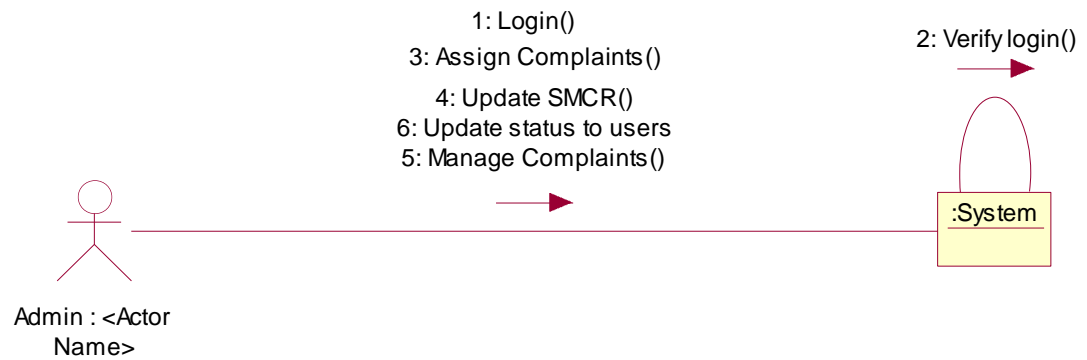 1: Login()
2: Verify login()
3: Assign Complaints()
4: Update SMCR()
6: Update status to users
5: Manage Complaints()
:System
Admin : <Actor
Name>